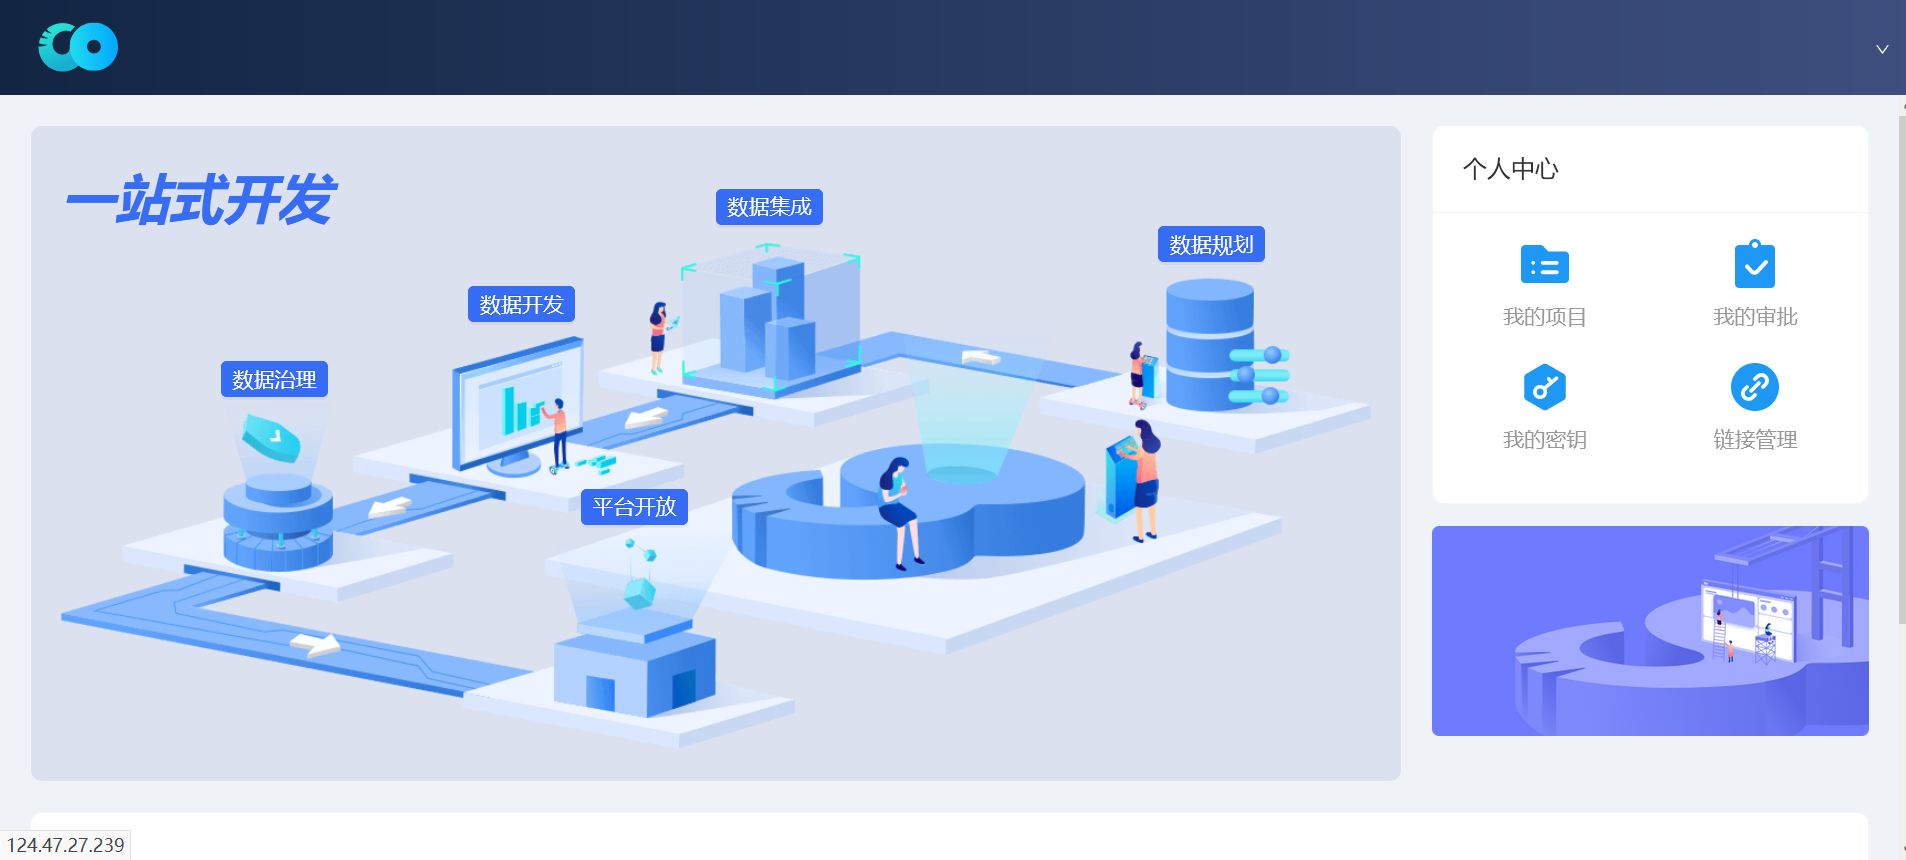 一站式开发
数据集成
数据规划
数据开发
数据治理
平台开放
个人中心
我的项目
我的审批
我的密钥
链接管理
124.47.27.239